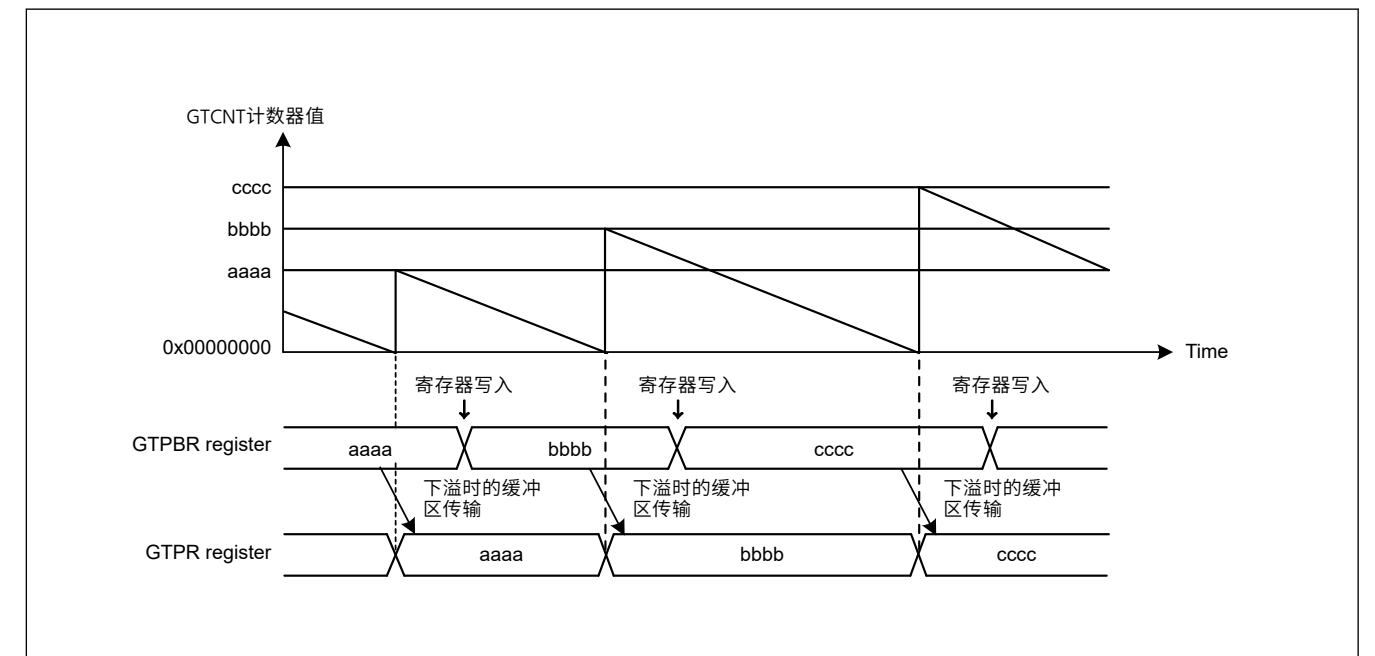 GTCNT计数器值
cccc
bbbb
aaaa
0x00000000
Time
寄存器写入
寄存器写入
寄存器写入
GTPBR register
aaaa
bbbb
cccc
下溢时的缓冲
区传输
下溢时的缓冲
区传输
下溢时的缓冲
区传输
GTPR register
aaaa
bbbb
cccc